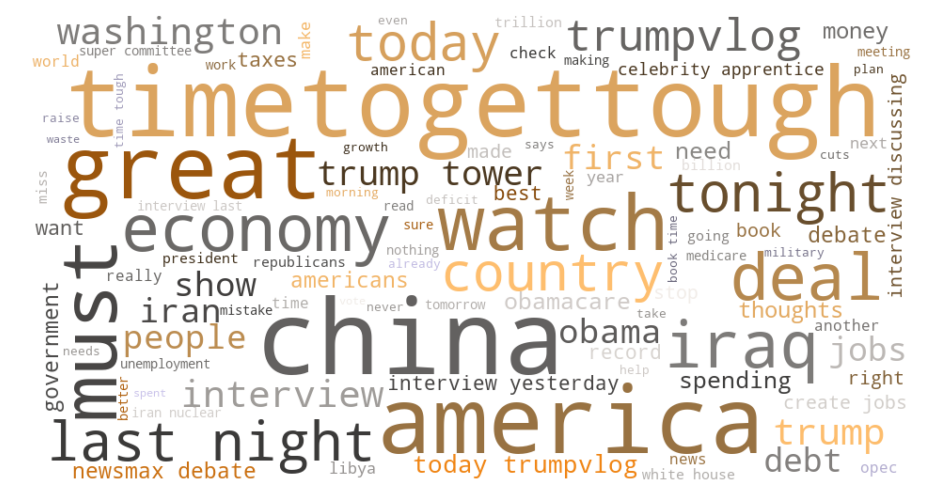 washington
even
trillion
today
trumpvlog
money
super committee
make
check
making
meeting
world
work
taxes
american
celebrity apprentice
plan
timetogettough
raise
time tough
waste
great
growth
made
says
first
need
cuts
next
trump tower
billion
interview discussing
miss
morning
best
week
year
tonight
interview last
read
deficit
want
economy
sure
watch
book time
going
book
debate
president
republicans
nothing
already
medicare
military
must
really
show
americans
country
stop
deal
government
iran
mistake
time
vote
never
tomorrow
obamacare
take
thoughts
another
people
china
obama
iraq
jobs
needs
unemployment
record
help
better
spent
interview
interview yesterday
spending
right
iran nuclear
create jobs
last night
america
trump
newsmax debate
libya
today trumpvlog
news
white house
debt
opec